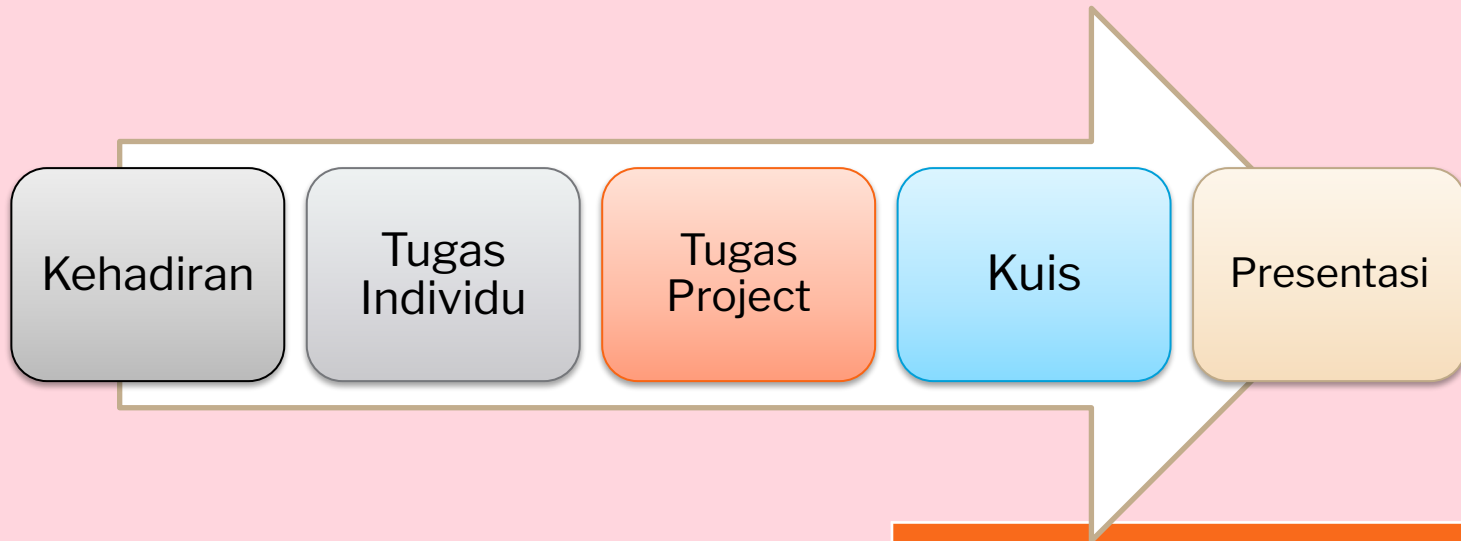 Kehadiran
Tugas
Individu
Tugas
Project
Kuis
Presentasi